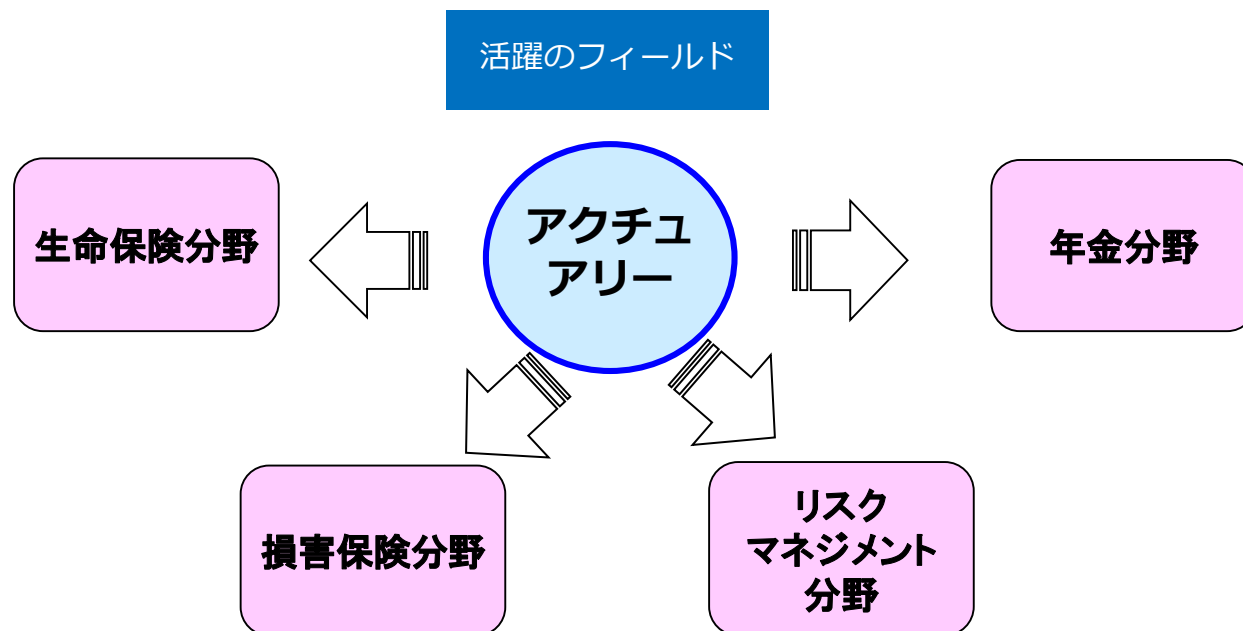 活躍のフィールド
アクチュ
アリー
生命保険分野
年金分野
損害保険分野
リスク
マネジメント
分野